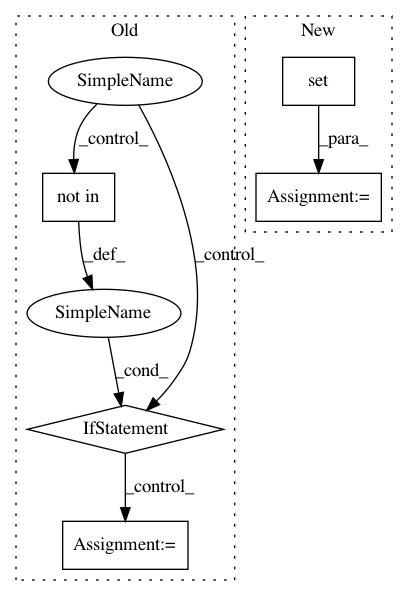 Old
New
SimpleName
set
_control_
_para_
not in
Assignment:=
_def_
_control_
SimpleName
_cond_
IfStatement
_control_
Assignment:=